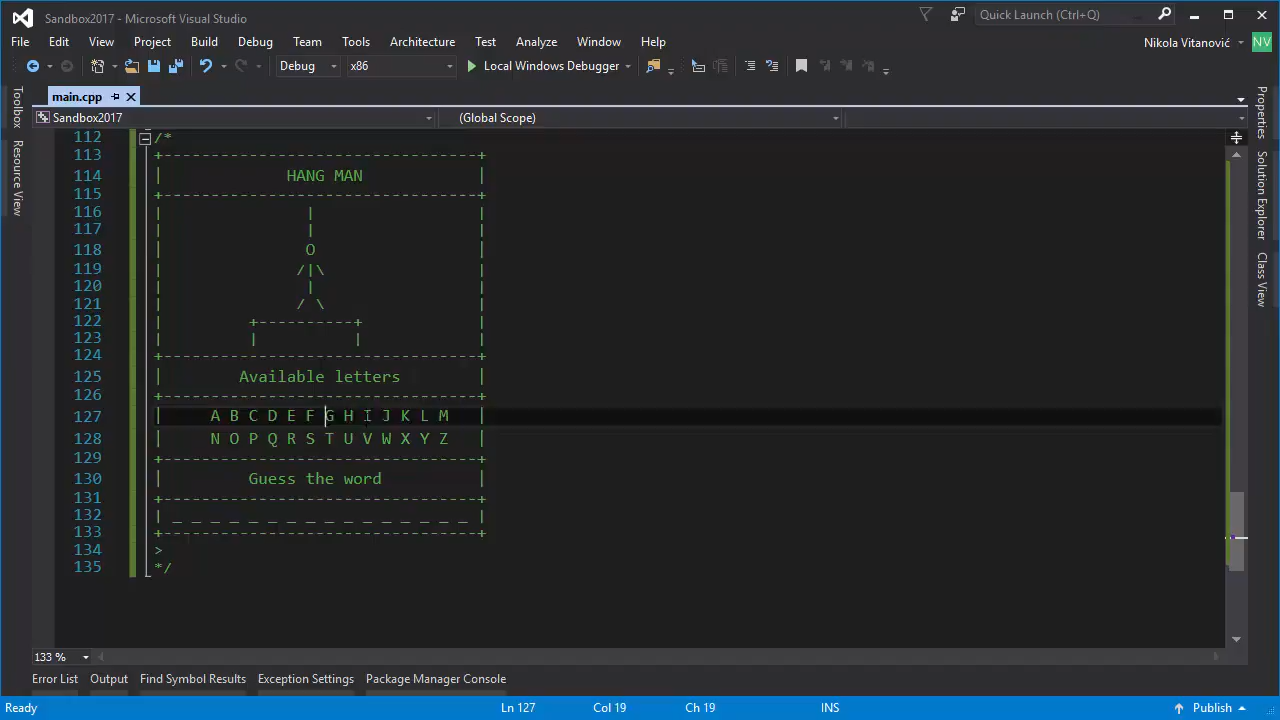 Sandbox2017 - Microsoft Visual Studio
Quick Launch (Ctrl+Q)
File Edit View Project Build Debug Team Tools Architecture Test Analyze Window Help
Nikola Vitanović NV
Debug x86 Local Windows Debugger
main.cpp
Sandbox2017 (Global Scope)
Toolbox
Resource View
Properties
Solution Explorer
Class View
112 /*
113 +----------------------------------+
114 | HANG MAN |
115 +----------------------------------+
116 | | |
117 | | |
118 | O |
119 | /|\ |
120 | | |
121 | / \ |
122 | +----------+ |
123 | | | |
124 +----------------------------------+
125 | Available letters |
126 +----------------------------------+
127 | A B C D E F G H I J K L M |
128 | N O P Q R S T U V W X Y Z |
129 +----------------------------------+
130 | Guess the word |
131 +----------------------------------+
132 | _ _ _ _ _ _ _ _ _ _ _ _ _ _ _ _ |
133 +----------------------------------+
134 >
135 */
133 %
Error List Output Find Symbol Results Exception Settings Package Manager Console
Ready Ln 127 Col 19 Ch 19 INS Publish